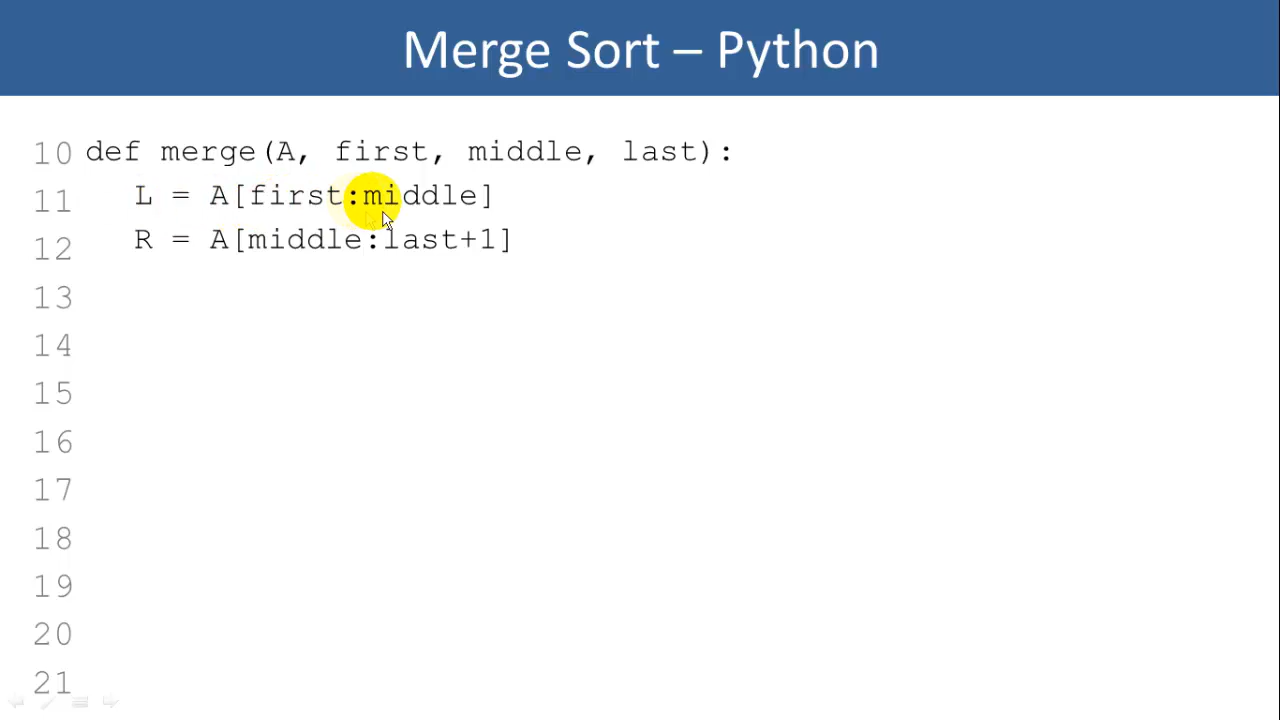 Merge Sort – Python
10 def merge(A, first, middle, last):
11 L = A[first:middle]
12 R = A[middle:last+1]
13
14
15
16
17
18
19
20
21